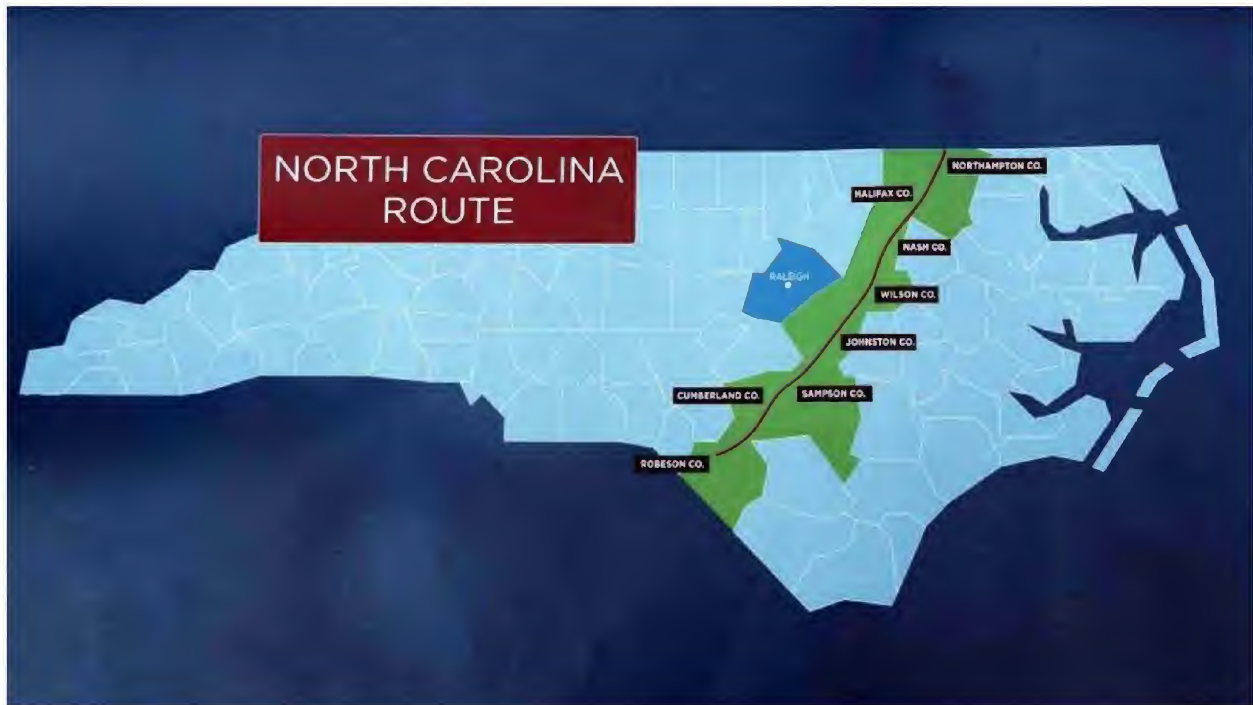 NORTH CAROLINA
ROUTE
NORTHAMPTON CO.
HALIFAX CO.
NASH CO.
RALEIGH
WILSON CO.
JOHNSTON CO.
CUMBERLAND CO.
SAMPSON CO.
ROBESON CO.